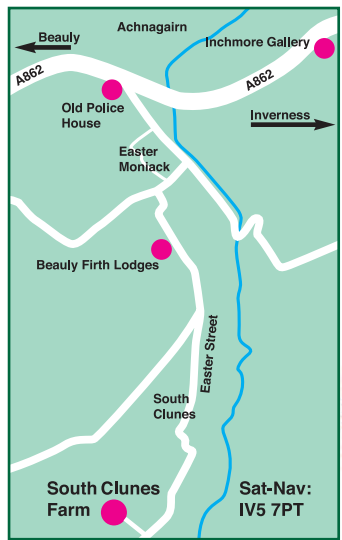 Achnagairn
Beauly
Inchmore Gallery
A862
A862
Old Police
House
Inverness
Easter
Moniack
Beauly Firth Lodges
Easter Street
South
Clunes
South Clunes
Farm
Sat-Nav:
IV5 7PT